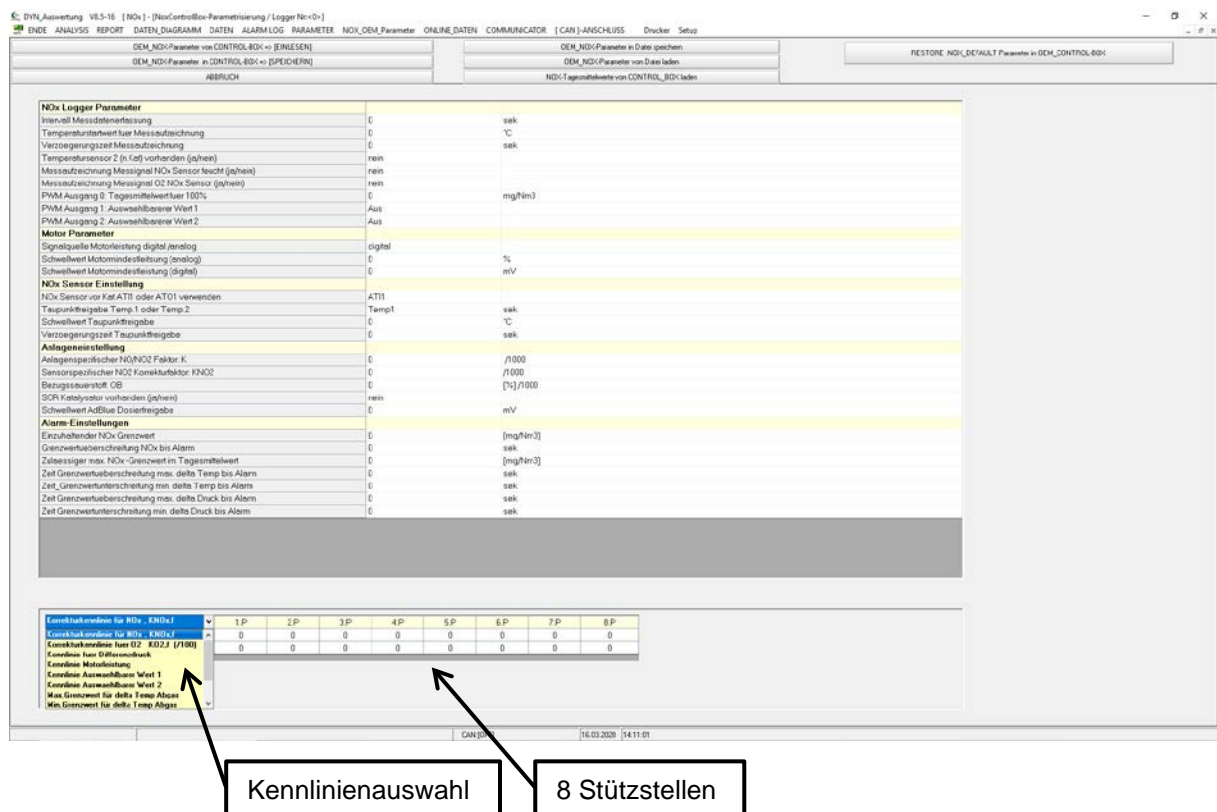 DYN_Auswertung V8.5-16 [ NOx ] - [NoxControlBox-Parametrisierung / Logger Nr:<0>]
ENDE ANALYSIS REPORT DATEN_DIAGRAMM DATEN ALARM LOG PARAMETER NOX_OEM_Parameter ONLINE_DATEN COMMUNICATOR [ CAN ]-ANSCHLUSS Drucker Setup
OEM_NOX-Parameter von CONTROL-BOX => [EINLESEN]
OEM_NOX-Parameter in Datei speichern
RESTORE NOX_DEFAULT Parameter in OEM_CONTROL-BOX
OEM_NOX-Parameter in CONTROL-BOX => [SPEICHERN]
OEM_NOX-Parameter von Datei laden
ABBRUCH
NOX-Tagesmittelwerte von CONTROL_BOX laden
NOx Logger Parameter
Intervall Messdatenerfassung 0 sek
Temperaturstartwert fuer Messaufzeichnung 0 °C
Verzoegerungszeit Messaufzeichnung 0 sek
Temperatursensor 2 (n.Kat) vorhanden (ja/nein) nein
Messaufzeichnung Messignal NOx Sensor feucht (ja/nein) nein
Messaufzeichnung Messignal O2 NOx Sensor (ja/nein) nein
PWM Ausgang 0: Tagesmittelwert fuer 100% 0 mg/Nm3
PWM Ausgang 1: Auswaehlbarerer Wert 1 Aus
PWM Ausgang 2: Auswaehlbarerer Wert 2 Aus
Motor Parameter
Signalquelle Motorleistung digital /analog digital
Schwellwert Motormindestleitsung (analog) 0 %
Schwellwert Motormindestleistung (digital) 0 mV
NOx Sensor Einstellung
NOx Sensor vor Kat ATI1 oder ATO1 verwenden ATI1
Taupunktfreigabe Temp.1 oder Temp.2 Temp1 sek
Schwellwert Taupunktfreigabe 0 °C
Verzoegerungszeit Taupunktfreigabe 0 sek
Anlageneinstellung
Anlagenspezifischer NO/NO2 Faktor: K 0 /1000
Sensorspezifischer NO2 Korrekturfaktor: KNO2 0 /1000
Bezugssauerstoff: OB 0 [%] /1000
SCR Katalysator vorhanden (ja/nein) nein
Schwellwert AdBlue Dosierfreigabe 0 mV
Alarm-Einstellungen
Einzuhaltender NOx Grenzwert 0 [mg/Nm3]
Grenzwertueberschreitung NOx bis Alarm 0 sek
Zulaessiger max. NOx -Grenzwert im Tagesmittelwert 0 [mg/Nm3]
Zeit Grenzwertueberschreitung max. delta Temp bis Alarm 0 sek
Zeit_Grenzwertunterschreitung min. delta Temp bis Alarm 0 sek
Zeit Grenzwertueberschreitung max. delta Druck bis Alarm 0 sek
Zeit Grenzwertunterschreitung min. delta Druck bis Alarm 0 sek
Korrekturkennlinie für NOx , KNOx,f 1.P 2.P 3.P 4.P 5.P 6.P 7.P 8.P
Korrekturkennlinie für NOx , KNOx,f 0 0 0 0 0 0 0 0
Korrekturkennlinie fuer O2 KO2,f (/100) 0 0 0 0 0 0 0 0
Kennlinie fuer Differenzdruck
Kennlinie Motorleistung
Kennlinie Auswaehlbarer Wert 1
Kennlinie Auswaehlbarer Wert 2
Max.Grenzwert für delta Temp Abgas
Min.Grenzwert für delta Temp Abgas
CAN 16.03.2020 14:11:01
Kennlinienauswahl
8 Stützstellen